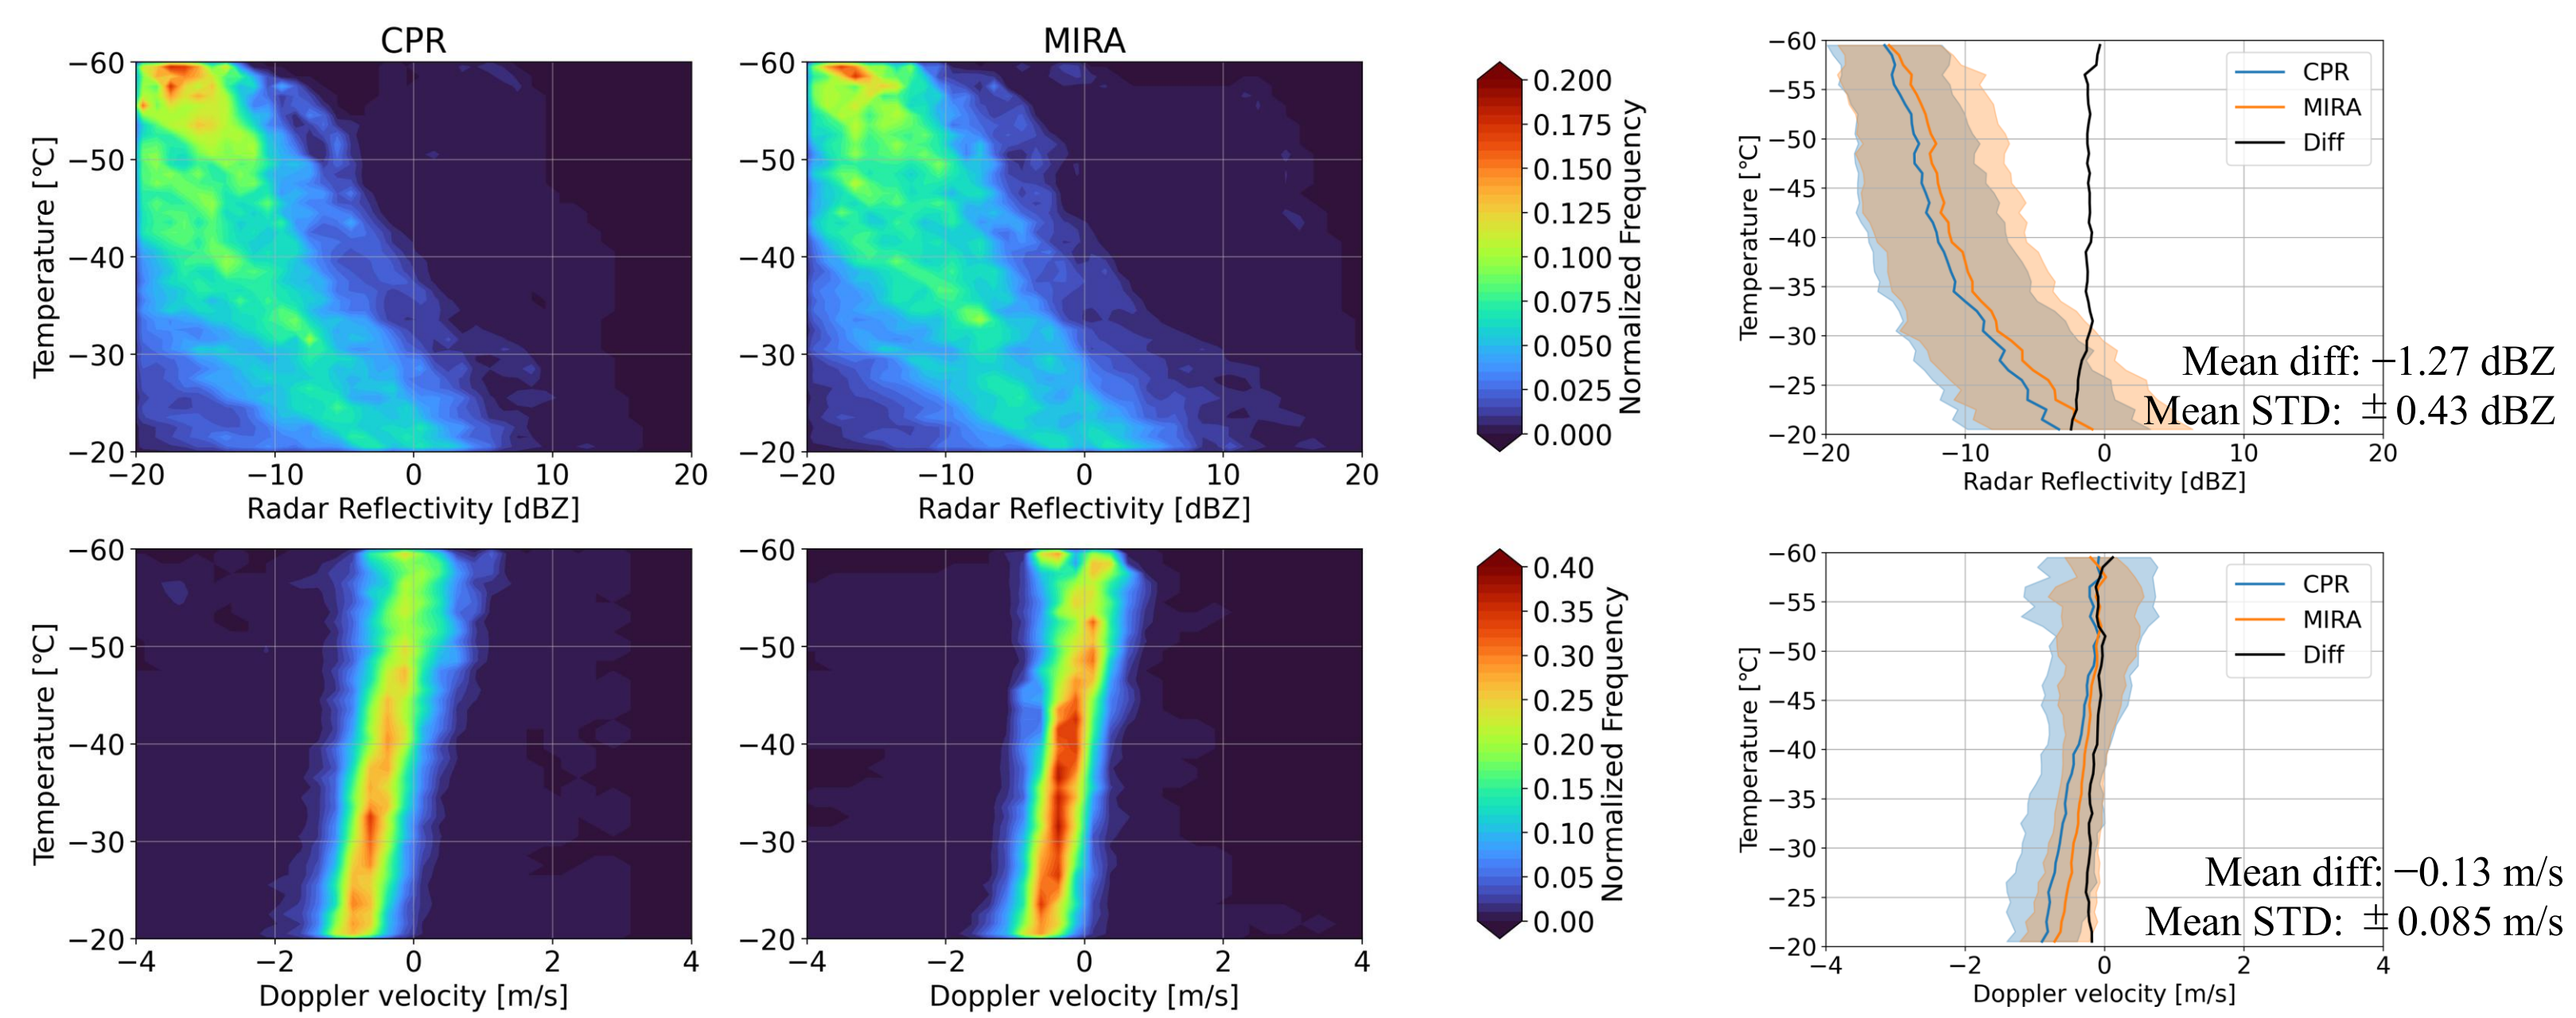 CPR
−60
−50
−40
−30
−20
Temperature [°C]
−20 −10 0 10 20
Radar Reflectivity [dBZ]
MIRA
−60
−50
−40
−30
−20
−20 −10 0 10 20
Radar Reflectivity [dBZ]
0.200
0.175
0.150
0.125
0.100
0.075
0.050
0.025
0.000
Normalized Frequency
−60
−55
−50
−45
−40
−35
−30
−25
−20
Temperature [°C]
CPR
MIRA
Diff
Mean diff: −1.27 dBZ
Mean STD: ±0.43 dBZ
−20 −10 0 10 20
Radar Reflectivity [dBZ]
−60
−50
−40
−30
−20
Temperature [°C]
−4 −2 0 2 4
Doppler velocity [m/s]
−60
−50
−40
−30
−20
−4 −2 0 2 4
Doppler velocity [m/s]
0.40
0.35
0.30
0.25
0.20
0.15
0.10
0.05
0.00
Normalized Frequency
−60
−55
−50
−45
−40
−35
−30
−25
−20
Temperature [°C]
CPR
MIRA
Diff
Mean diff: −0.13 m/s
Mean STD: ±0.085 m/s
−4 −2 0 2 4
Doppler velocity [m/s]